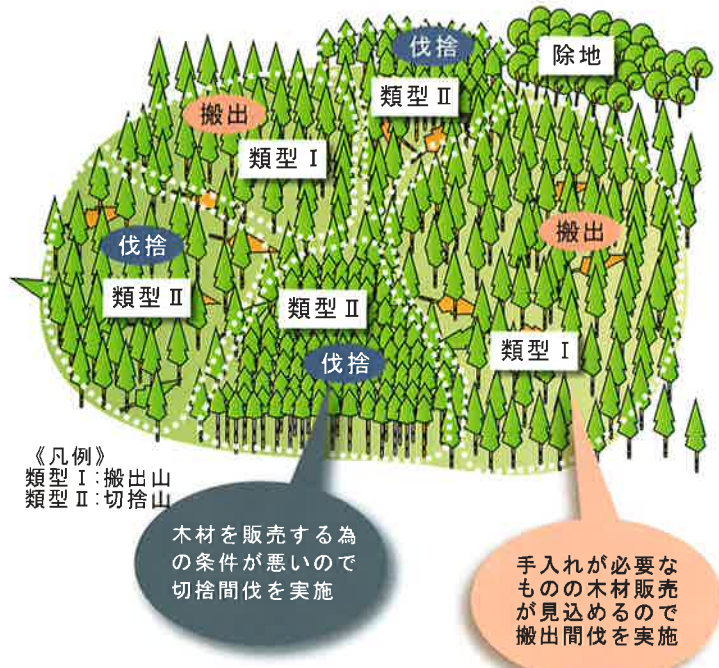 伐捨
除地
類型Ⅱ
搬出
類型Ⅰ
搬出
伐捨
類型Ⅱ
類型Ⅱ
類型Ⅰ
伐捨
《凡例》
類型Ⅰ:搬出山
類型Ⅱ:切捨山
木材を販売する為
の条件が悪いので
切捨間伐を実施
手入れが必要な
ものの木材販売
が見込めるので
搬出間伐を実施